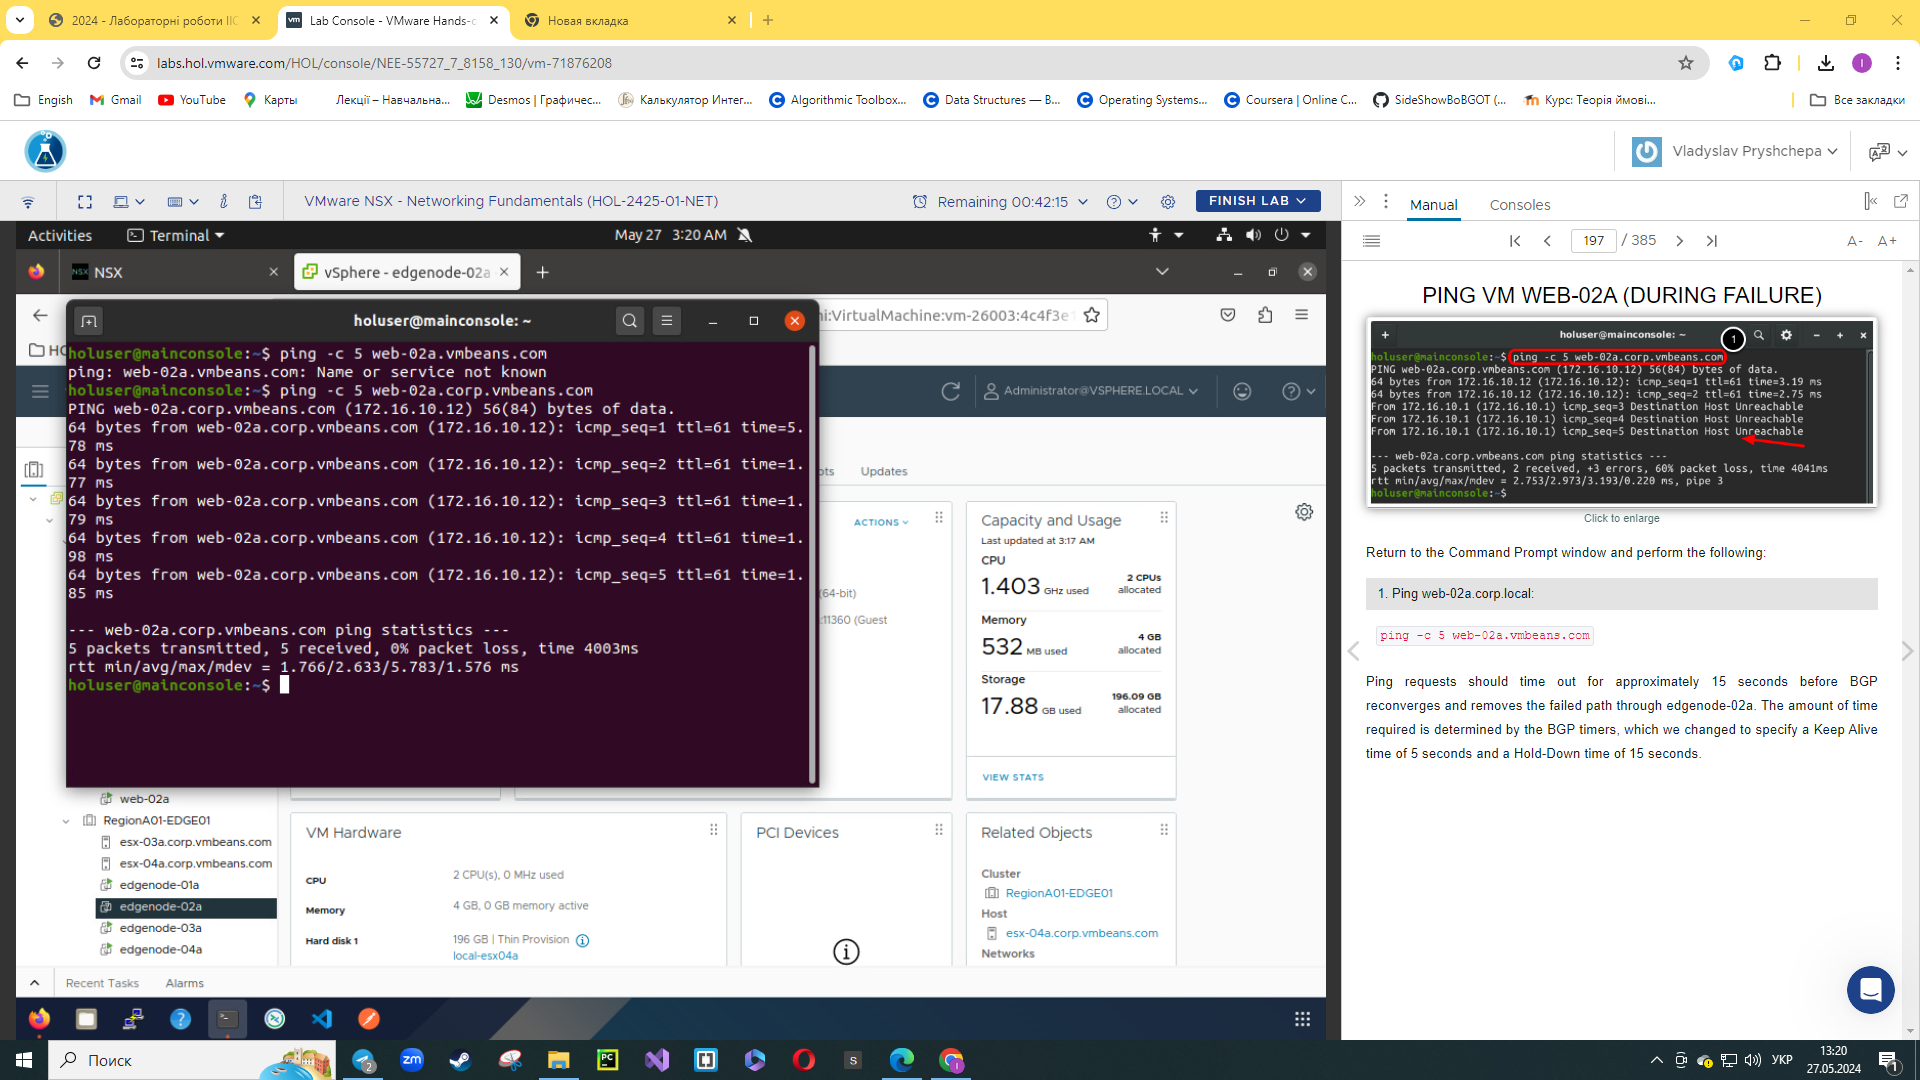 2024 - Лабораторні роботи ІІС
Lab Console - VMware Hands-o
Новая вкладка
labs.hol.vmware.com/HOL/console/NEE-55727_7_8158_130/vm-71876208
Engish
Gmail
YouTube
Карты
Лекції – Навчальна...
Desmos | Графичес...
Калькулятор Интег...
Algorithmic Toolbox...
Data Structures — B...
Operating Systems...
Coursera | Online C...
SideShowBoBGOT (...
Курс: Теорія ймові...
Все закладки
Vladyslav Pryshchepa
VMware NSX - Networking Fundamentals (HOL-2425-01-NET)
Remaining 00:42:15
FINISH LAB
Manual
Consoles
197 / 385
A- A+
Activities
Terminal
May 27 3:20 AM
NSX
vSphere - edgenode-02a
ni:VirtualMachine:vm-26003:4c4f3e1
HO
Administrator@VSPHERE.LOCAL
holuser@mainconsole: ~
holuser@mainconsole:~$ ping -c 5 web-02a.vmbeans.com
ping: web-02a.vmbeans.com: Name or service not known
holuser@mainconsole:~$ ping -c 5 web-02a.corp.vmbeans.com
PING web-02a.corp.vmbeans.com (172.16.10.12) 56(84) bytes of data.
64 bytes from web-02a.corp.vmbeans.com (172.16.10.12): icmp_seq=1 ttl=61 time=5.
78 ms
64 bytes from web-02a.corp.vmbeans.com (172.16.10.12): icmp_seq=2 ttl=61 time=1.
77 ms
64 bytes from web-02a.corp.vmbeans.com (172.16.10.12): icmp_seq=3 ttl=61 time=1.
79 ms
64 bytes from web-02a.corp.vmbeans.com (172.16.10.12): icmp_seq=4 ttl=61 time=1.
98 ms
64 bytes from web-02a.corp.vmbeans.com (172.16.10.12): icmp_seq=5 ttl=61 time=1.
85 ms
--- web-02a.corp.vmbeans.com ping statistics ---
5 packets transmitted, 5 received, 0% packet loss, time 4003ms
rtt min/avg/max/mdev = 1.766/2.633/5.783/1.576 ms
holuser@mainconsole:~$
ots
Updates
ACTIONS
(64-bit)
:11360 (Guest
Capacity and Usage
Last updated at 3:17 AM
CPU
1.403 GHz used
2 CPUs
allocated
Memory
532 MB used
4 GB
allocated
Storage
17.88 GB used
196.09 GB
allocated
VIEW STATS
web-02a
RegionA01-EDGE01
esx-03a.corp.vmbeans.com
esx-04a.corp.vmbeans.com
edgenode-01a
edgenode-02a
edgenode-03a
edgenode-04a
VM Hardware
CPU
2 CPU(s), 0 MHz used
Memory
4 GB, 0 GB memory active
Hard disk 1
196 GB | Thin Provision
local-esx04a
PCI Devices
Related Objects
Cluster
RegionA01-EDGE01
Host
esx-04a.corp.vmbeans.com
Networks
Recent Tasks
Alarms
PING VM WEB-02A (DURING FAILURE)
holuser@mainconsole: ~
1
holuser@mainconsole:~$ ping -c 5 web-02a.corp.vmbeans.com
PING web-02a.corp.vmbeans.com (172.16.10.12) 56(84) bytes of data.
64 bytes from 172.16.10.12 (172.16.10.12): icmp_seq=1 ttl=61 time=3.19 ms
64 bytes from 172.16.10.12 (172.16.10.12): icmp_seq=2 ttl=61 time=2.75 ms
From 172.16.10.1 (172.16.10.1) icmp_seq=3 Destination Host Unreachable
From 172.16.10.1 (172.16.10.1) icmp_seq=4 Destination Host Unreachable
From 172.16.10.1 (172.16.10.1) icmp_seq=5 Destination Host Unreachable
--- web-02a.corp.vmbeans.com ping statistics ---
5 packets transmitted, 2 received, +3 errors, 60% packet loss, time 4041ms
rtt min/avg/max/mdev = 2.753/2.973/3.193/0.220 ms, pipe 3
holuser@mainconsole:~$
Click to enlarge
Return to the Command Prompt window and perform the following:
1. Ping web-02a.corp.local:
ping -c 5 web-02a.vmbeans.com
Ping requests should time out for approximately 15 seconds before BGP
reconverges and removes the failed path through edgenode-02a. The amount of time
required is determined by the BGP timers, which we changed to specify a Keep Alive
time of 5 seconds and a Hold-Down time of 15 seconds.
Поиск
УКР
13:20
27.05.2024